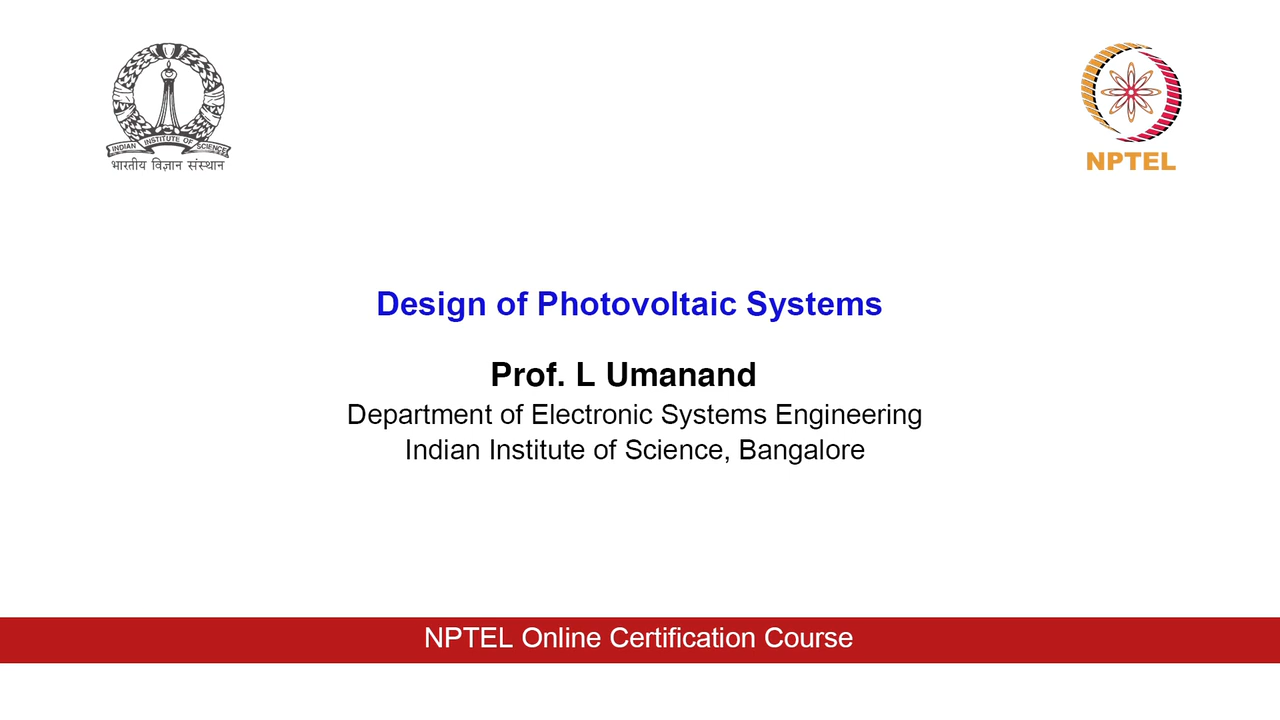 INDIAN INSTITUTE OF SCIENCE
भारतीय विज्ञान संस्थान
NPTEL
Design of Photovoltaic Systems
Prof. L Umanand
Department of Electronic Systems Engineering
Indian Institute of Science, Bangalore
NPTEL Online Certification Course